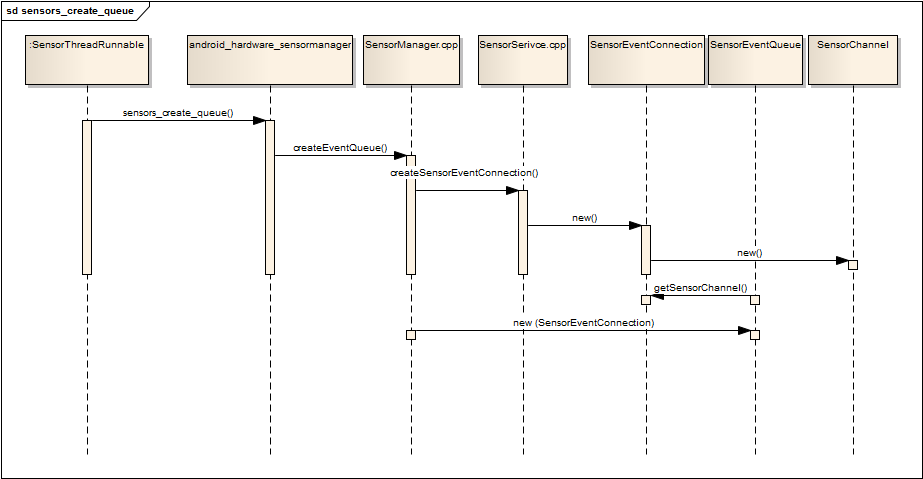 sd sensors_create_queue
:SensorThreadRunnable
android_hardware_sensormanager
SensorManager.cpp
SensorSerivce.cpp
SensorEventConnection
SensorEventQueue
SensorChannel
sensors_create_queue()
createEventQueue()
createSensorEventConnection()
new()
new()
getSensorChannel()
new (SensorEventConnection)